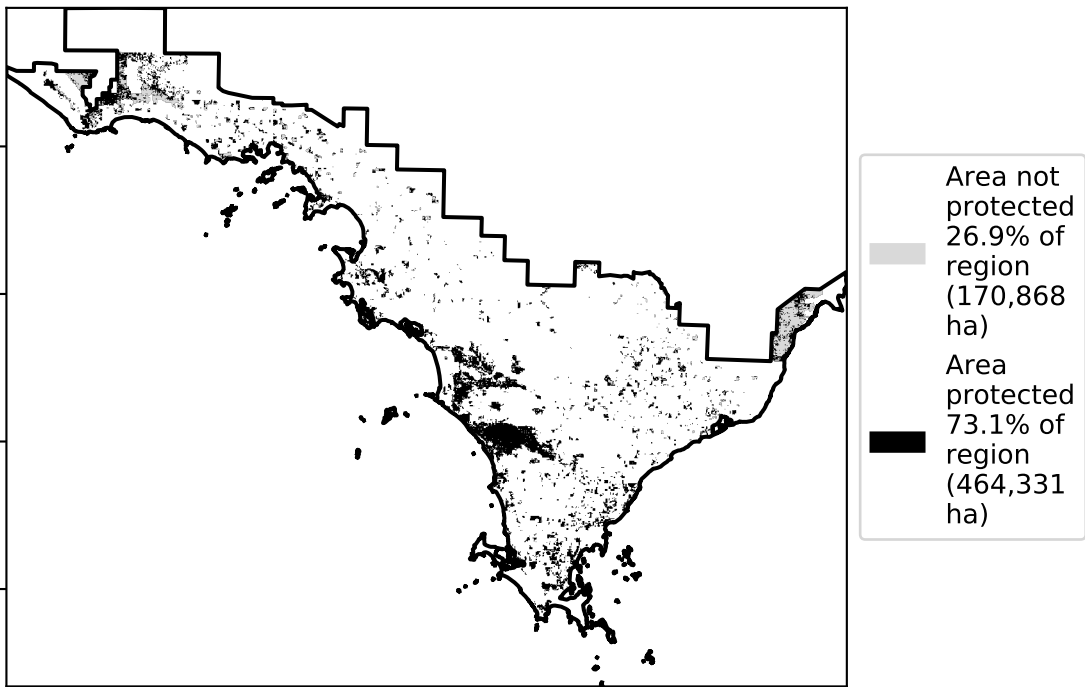 Area not
protected
26.9% of
region
(170,868
ha)
Area
protected
73.1% of
region
(464,331
ha)